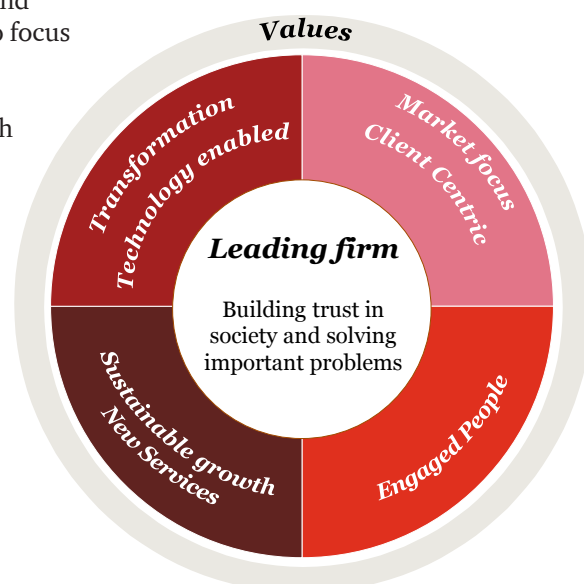 nd
o focus
h
Values
Transformation
Technology enabled
Market focus
Client Centric
Leading firm
Building trust in
society and solving
important problems
Sustainable growth
New Services
Engaged People